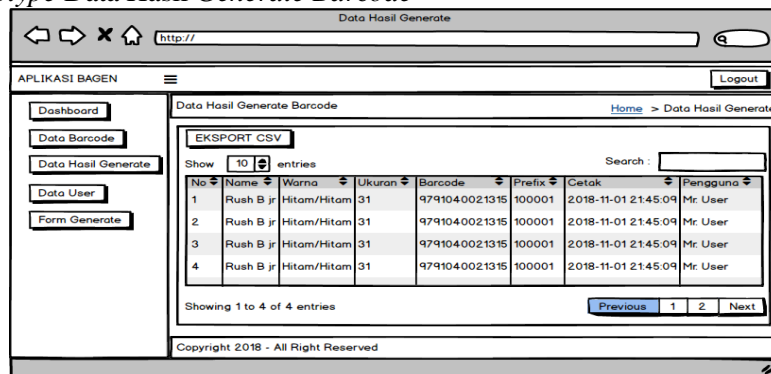 Data Hasil Generate Barcode
Data Hasil Generate
http://
APLIKASI BAGEN
Logout
Dashboard
Data Barcode
Data Hasil Generate
Data User
Form Generate
Data Hasil Generate Barcode
Home > Data Hasil Generate
EKSPORT CSV
Show 10 entries
Search :
No Name Warna Ukuran Barcode Prefix Cetak Pengguna
1 Rush B jr Hitam/Hitam 31 9791040021315 100001 2018-11-01 21:45:09 Mr. User
2 Rush B jr Hitam/Hitam 31 9791040021315 100001 2018-11-01 21:45:09 Mr. User
3 Rush B jr Hitam/Hitam 31 9791040021315 100001 2018-11-01 21:45:09 Mr. User
4 Rush B jr Hitam/Hitam 31 9791040021315 100001 2018-11-01 21:45:09 Mr. User
Showing 1 to 4 of 4 entries
Previous 1 2 Next
Copyright 2018 - All Right Reserved